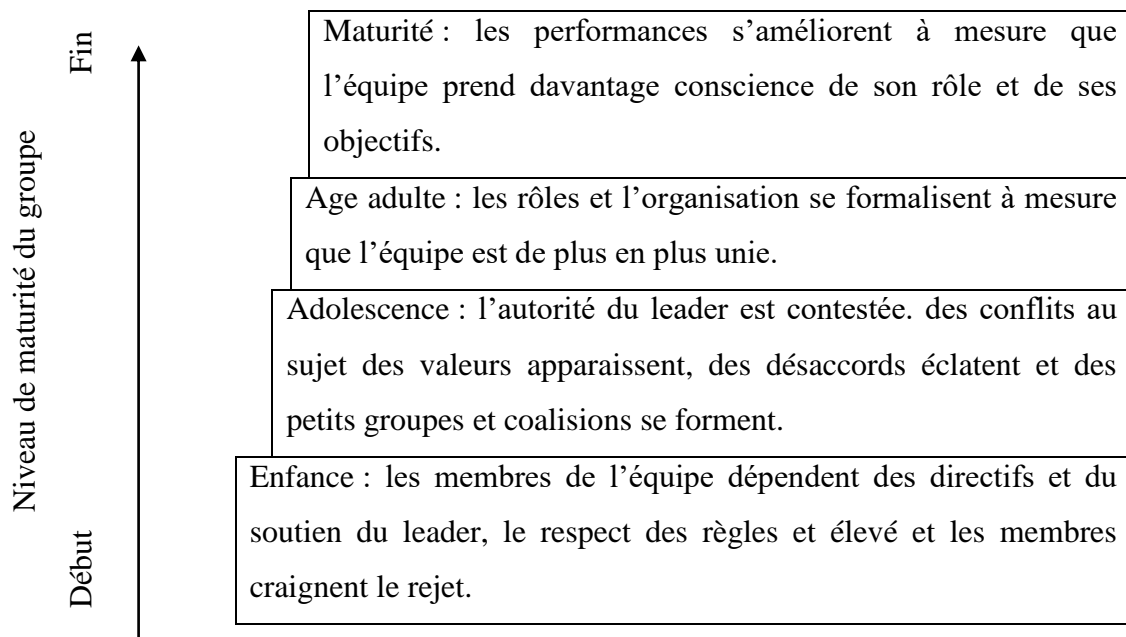 Fin
Niveau de maturité du groupe
Début
Maturité : les performances s’améliorent à mesure que
l’équipe prend davantage conscience de son rôle et de ses
objectifs.
Age adulte : les rôles et l’organisation se formalisent à mesure
que l’équipe est de plus en plus unie.
Adolescence : l’autorité du leader est contestée. des conflits au
sujet des valeurs apparaissent, des désaccords éclatent et des
petits groupes et coalisions se forment.
Enfance : les membres de l’équipe dépendent des directifs et du
soutien du leader, le respect des règles et élevé et les membres
craignent le rejet.